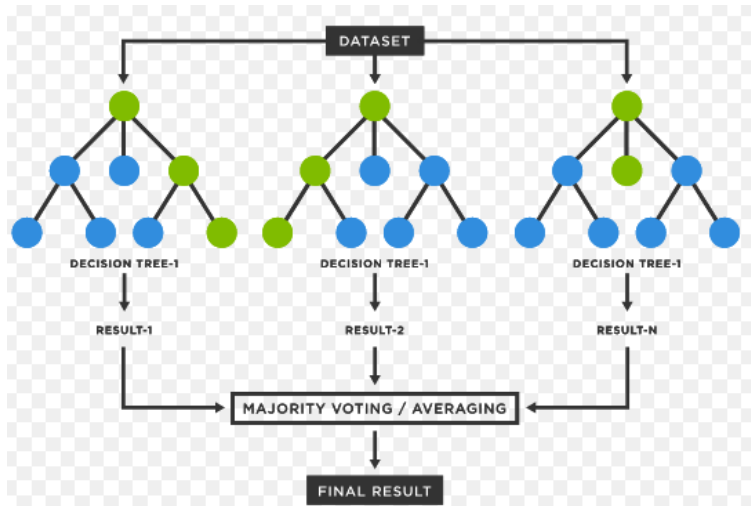 DATASET
DECISION TREE-1
DECISION TREE-1
DECISION TREE-1
RESULT-1
RESULT-2
RESULT-N
MAJORITY VOTING / AVERAGING
FINAL RESULT